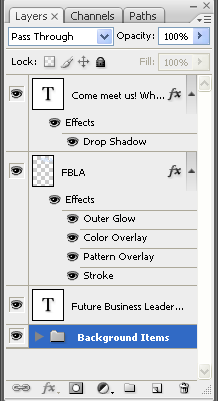 Layers × Channels Paths
Pass Through Opacity: 100%
Lock: Fill: 100%
T Come meet us! Wh... fx
Effects
Drop Shadow
FBLA fx
Effects
Outer Glow
Color Overlay
Pattern Overlay
Stroke
T Future Business Leader...
Background Items
fx.